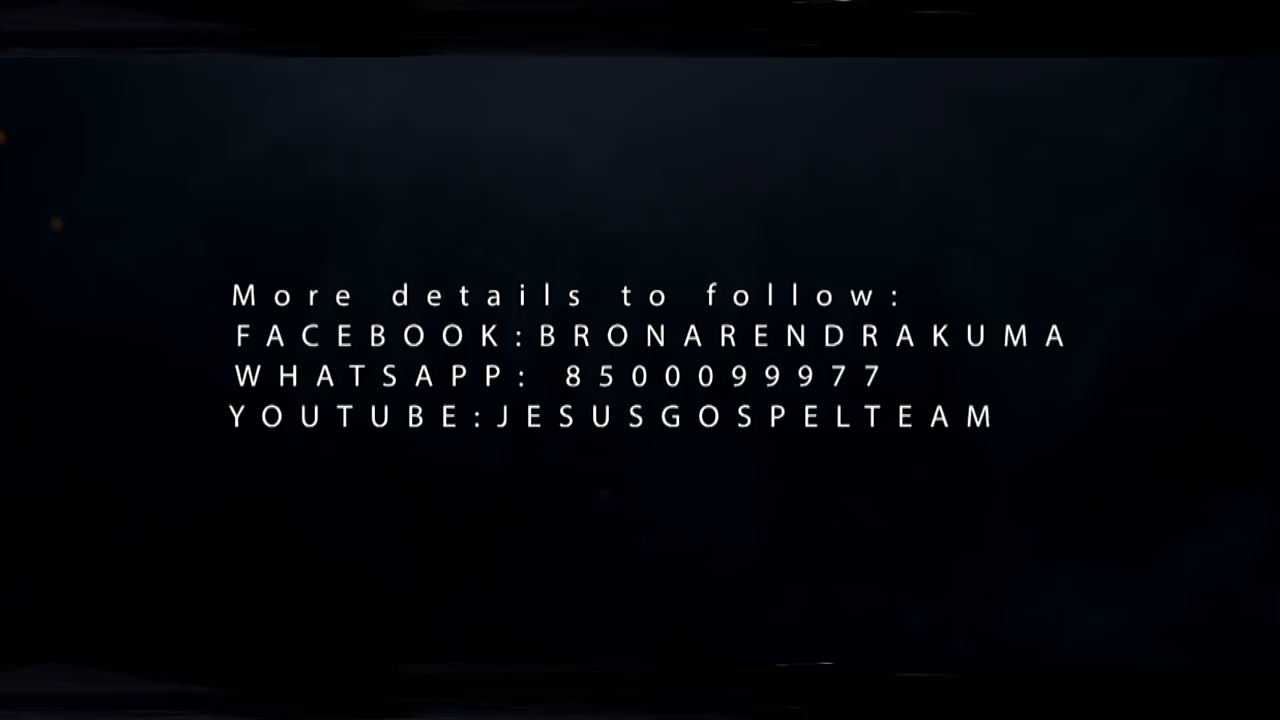 More details to follow:
FACEBOOK:BRONARENDRAKUMA
WHATSAPP: 8500099977
YOUTUBE:JESUSGOSPELTEAM